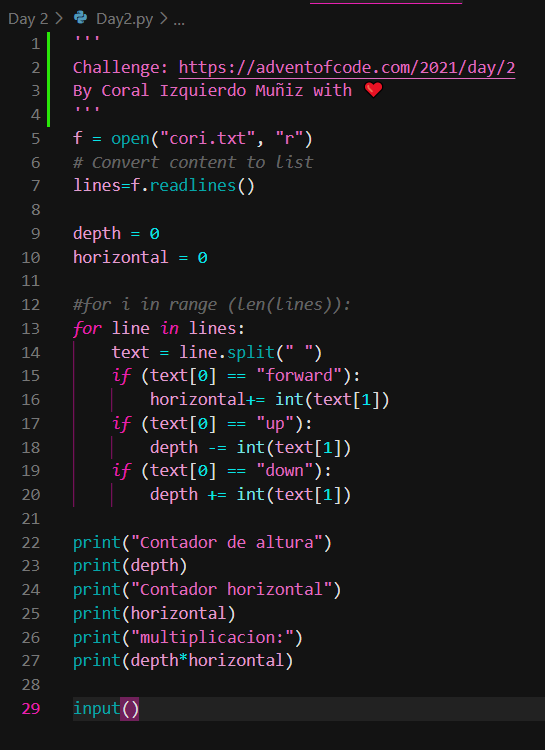 Day 2 > Day2.py > ...
1 '''
2 Challenge: https://adventofcode.com/2021/day/2
3 By Coral Izquierdo Muñiz with ❤️
4 '''
5 f = open("cori.txt", "r")
6 # Convert content to list
7 lines=f.readlines()
8
9 depth = 0
10 horizontal = 0
11
12 #for i in range (len(lines)):
13 for line in lines:
14     text = line.split(" ")
15     if (text[0] == "forward"):
16         horizontal+= int(text[1])
17     if (text[0] == "up"):
18         depth -= int(text[1])
19     if (text[0] == "down"):
20         depth += int(text[1])
21
22 print("Contador de altura")
23 print(depth)
24 print("Contador horizontal")
25 print(horizontal)
26 print("multiplicacion:")
27 print(depth*horizontal)
28
29 input()